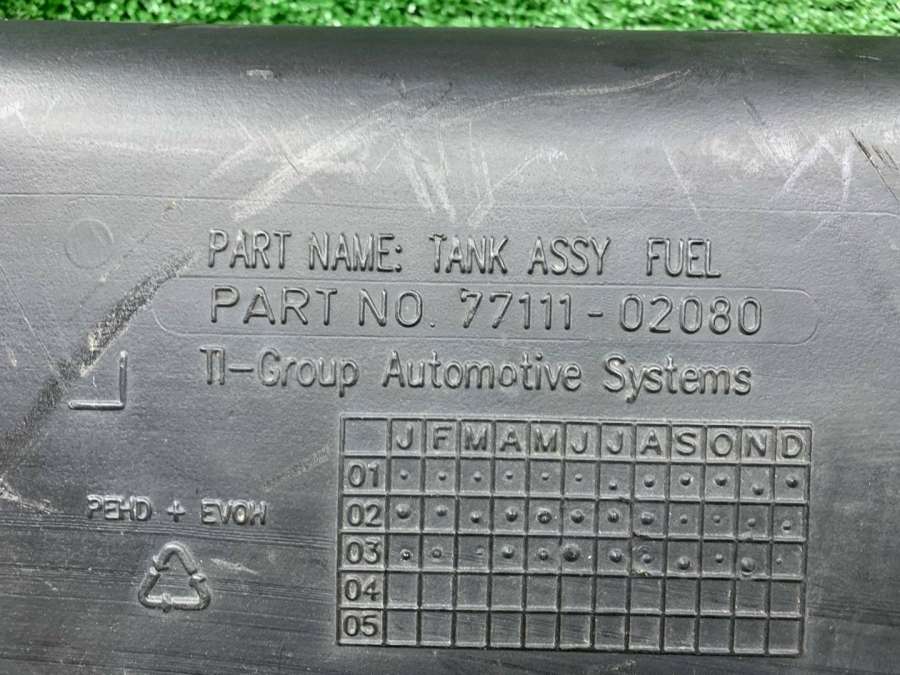 PART NAME: TANK ASSY FUEL
PART NO. 77111-02080
TI-Group Automotive Systems
J F M A M J J A S O N D
01
02
03
04
05
PEHD + EVOH